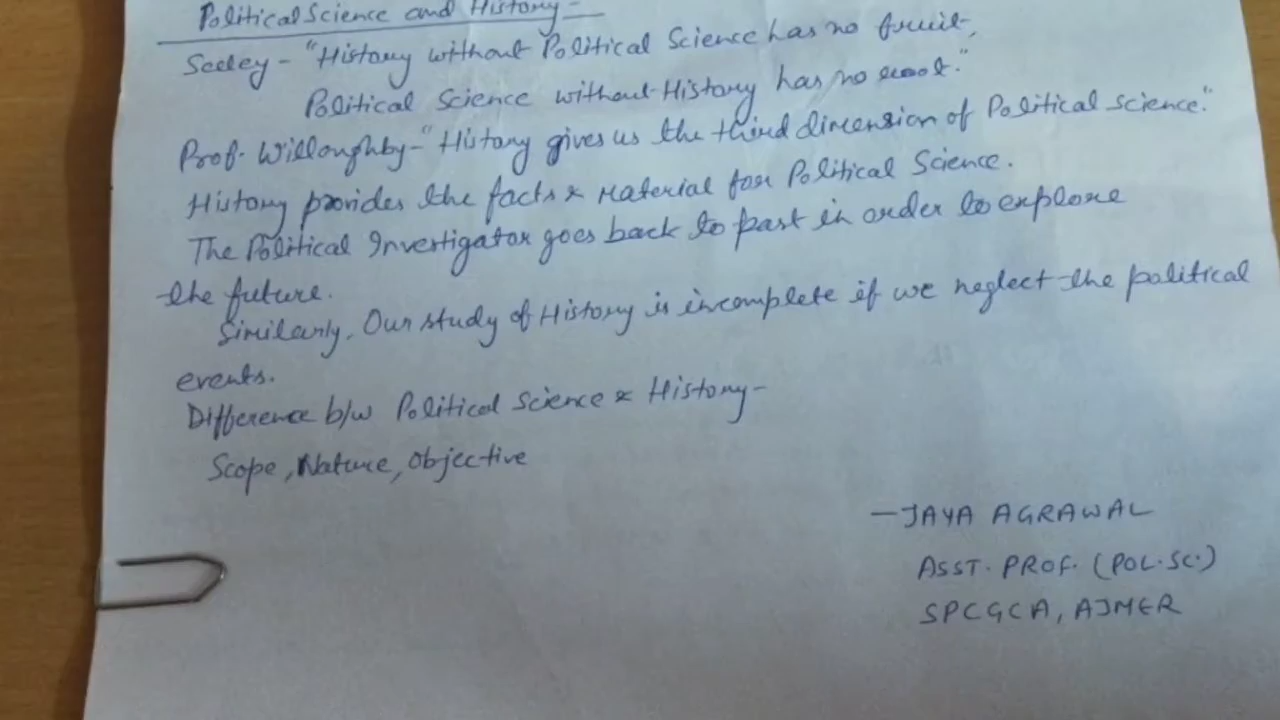 Political Science and History-
Seeley - "History without Political Science has no fruit,
Political Science without History has no root."
Prof. Willoughby - "History gives us the third dimension of Political Science."
History provides the facts & material for Political Science.
The Political Investigator goes back to past in order to explore
the future.
Similarly, Our study of History is incomplete if we neglect the political
events.
Difference b/w Political Science & History-
Scope, Nature, Objective
- JAYA AGRAWAL
ASST. PROF. (POL.SC.)
SPCGCA, AJMER